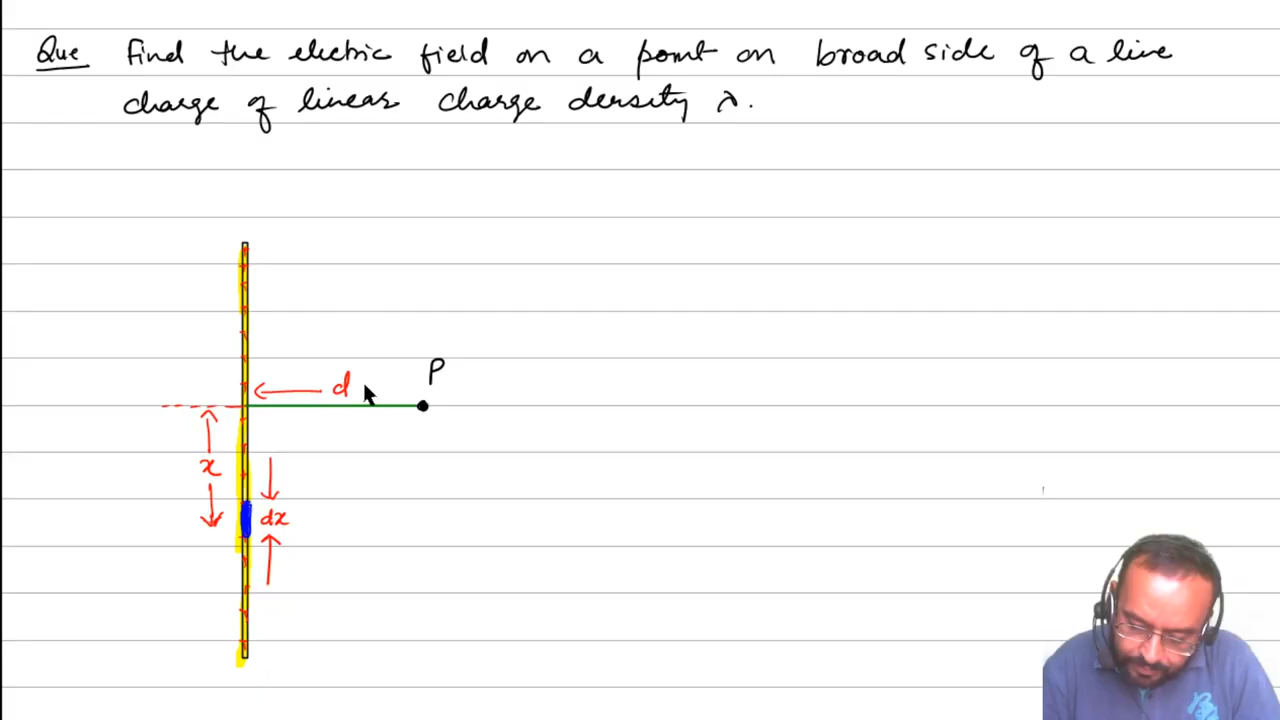 Que Find the electric field on a point on broad side of a line
charge of linear charge density λ.
P
d
x
dx